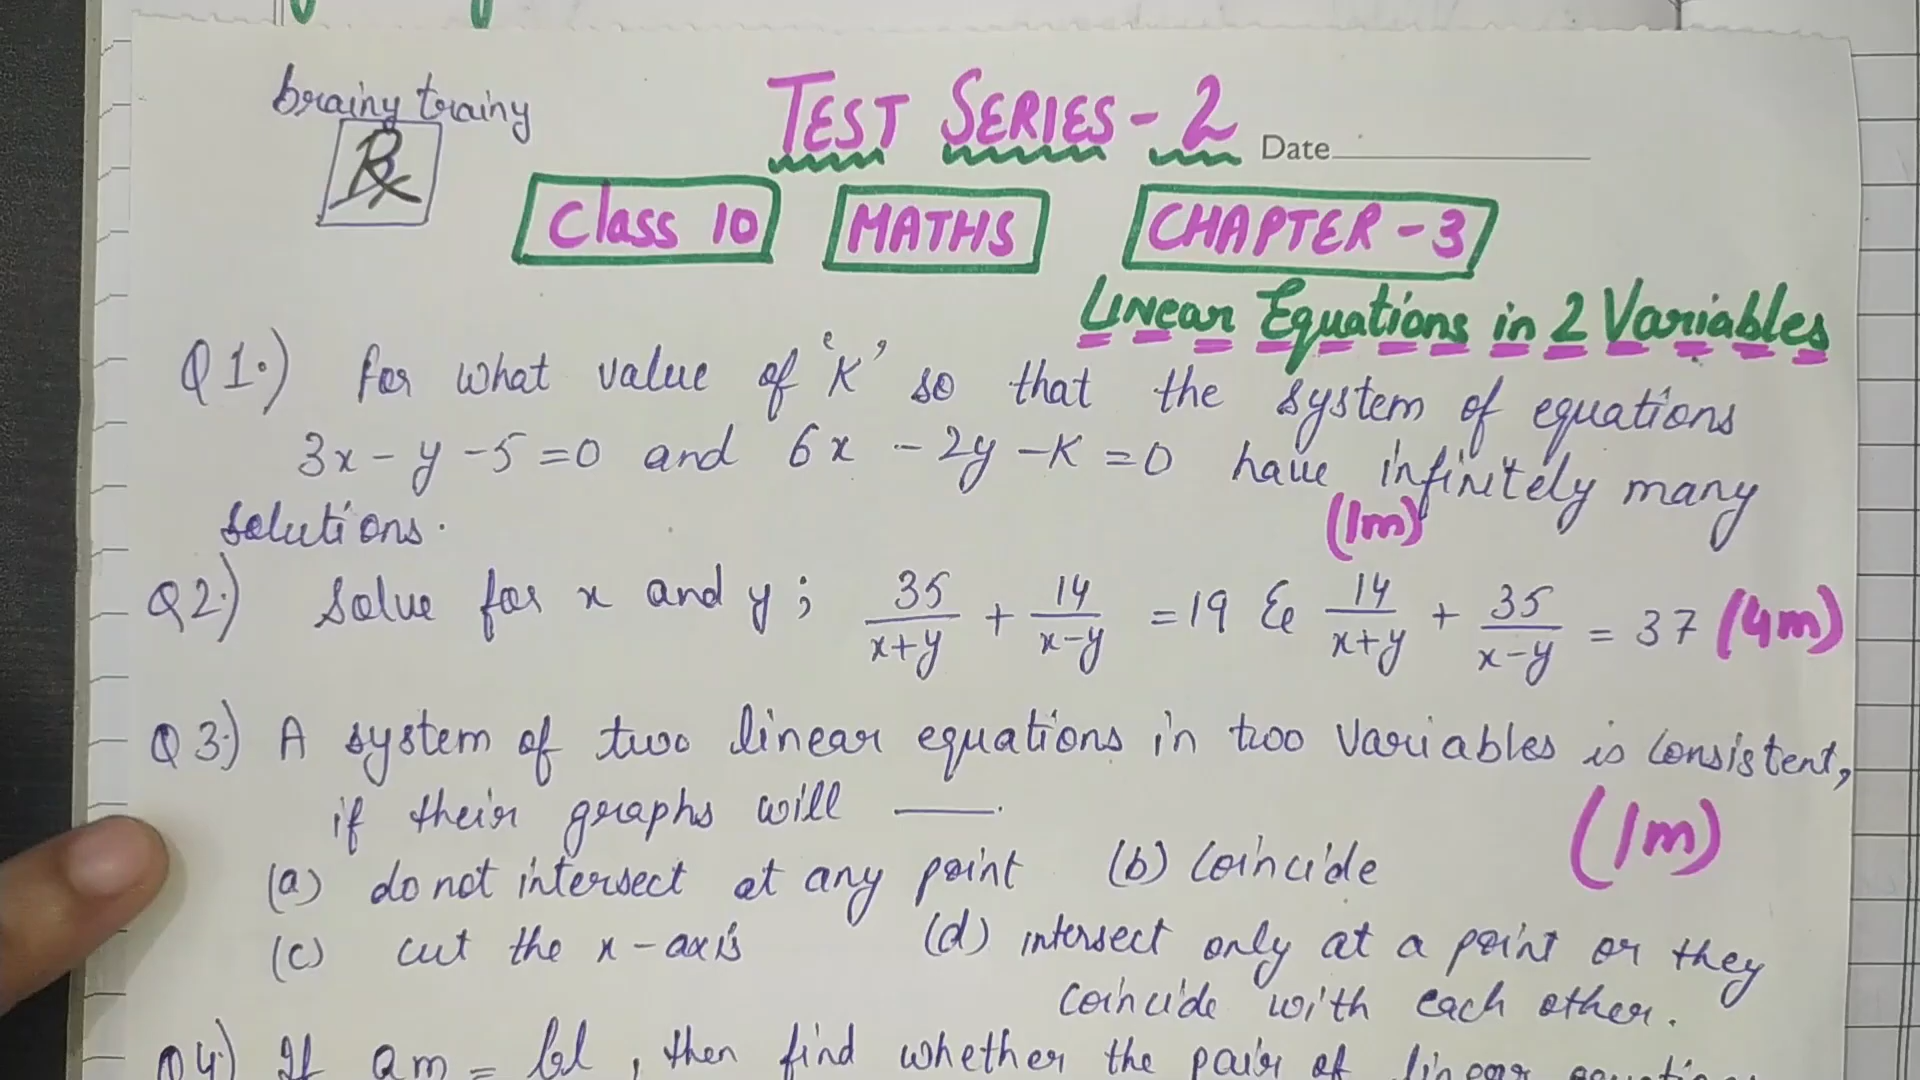 brainy trainy
Rx
TEST SERIES - 2
Date
Class 10 MATHS CHAPTER - 3
Linear Equations in 2 Variables
Q1.) For what value of 'K' so that the system of equations
3x - y - 5 = 0 and 6x - 2y - K = 0 have infinitely many
solutions. (1m)
Q2.) Solve for x and y; 35/(x+y) + 14/(x-y) = 19 & 14/(x+y) + 35/(x-y) = 37 (4m)
Q3.) A system of two linear equations in two variables is consistent,
if their graphs will ___. (1m)
(a) do not intersect at any point (b) coincide
(c) cut the x-axis (d) intersect only at a point or they
coincide with each other.
Q4.) If am = bl, then find whether the pair of linear equations